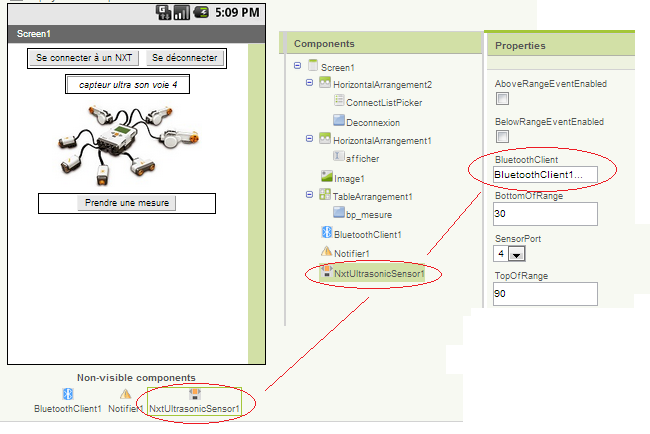 5:09 PM
Screen1
Se connecter à un NXT
Se déconnecter
capteur ultra son voie 4
Prendre une mesure
Non-visible components
BluetoothClient1
Notifier1
NxtUltrasonicSensor1
Components
Screen1
HorizontalArrangement2
ConnectListPicker
Deconnexion
HorizontalArrangement1
afficher
Image1
TableArrangement1
bp_mesure
BluetoothClient1
Notifier1
NxtUltrasonicSensor1
Properties
AboveRangeEventEnabled
BelowRangeEventEnabled
BluetoothClient
BluetoothClient1...
BottomOfRange
30
SensorPort
4
TopOfRange
90